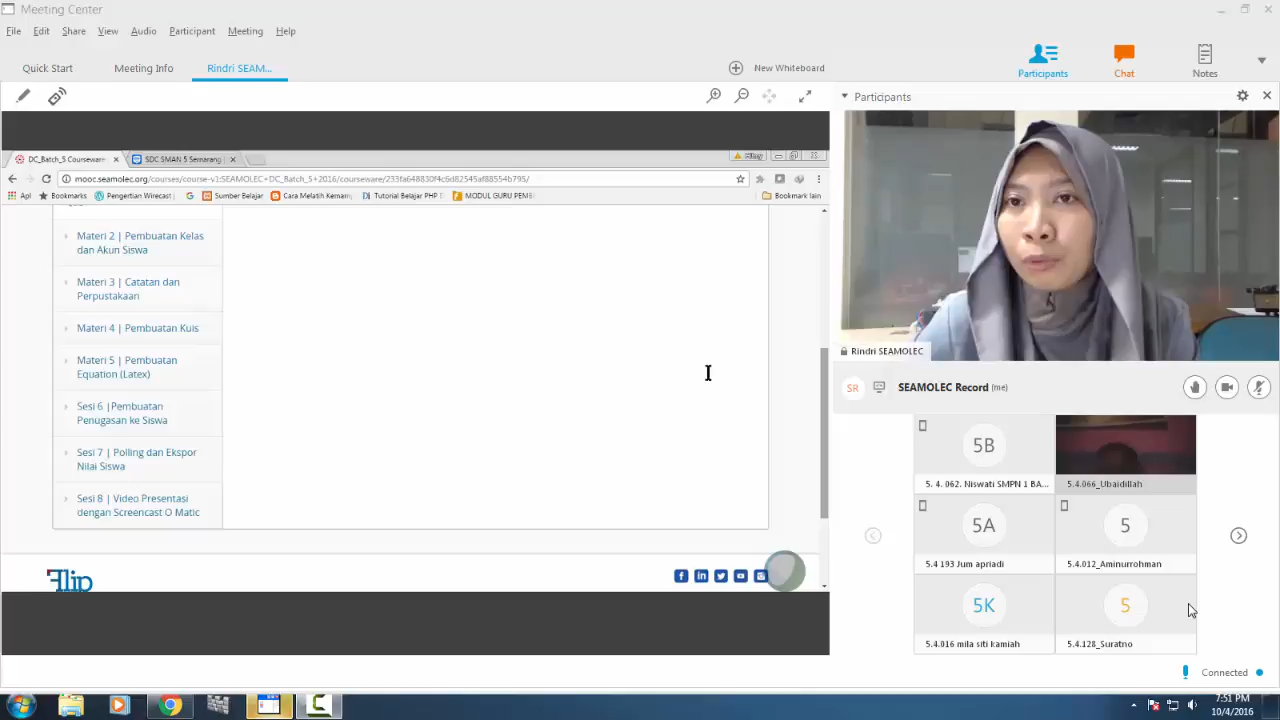 Meeting Center
File Edit Share View Audio Participant Meeting Help
Quick Start Meeting Info Rindri SEAM... New Whiteboard
Participants Chat Notes
Participants
DC_Batch_5 Courseware SDC SMAN 5 Semarang
mooc.seamolec.org/courses/course-v1:SEAMOLEC+DC_Batch_5+2016/courseware/233fa648830f4c6d82545af88554b795/
Apl Bookmarks Pengertian Wirecast Sumber Belajar Cara Melatih Keman Tutorial Belajar PHP MODUL GURU PEMB Bookmark lain
Materi 2 | Pembuatan Kelas
dan Akun Siswa
Materi 3 | Catatan dan
Perpustakaan
Materi 4 | Pembuatan Kuis
Materi 5 | Pembuatan
Equation (Latex)
Sesi 6 |Pembuatan
Penugasan ke Siswa
Sesi 7 | Polling dan Ekspor
Nilai Siswa
Sesi 8 | Video Presentasi
dengan Screencast O Matic
Flip
Rindri SEAMOLEC
SR SEAMOLEC Record (me)
5B
5. 4. 062. Niswati SMPN 1 BA... 5.4.066_Ubaidillah
5A 5
5.4 193 Jum apriadi 5.4.012_Aminurrohman
5K 5
5.4.016 mila siti kamiah 5.4.128_Suratno
Connected
7:51 PM
10/4/2016